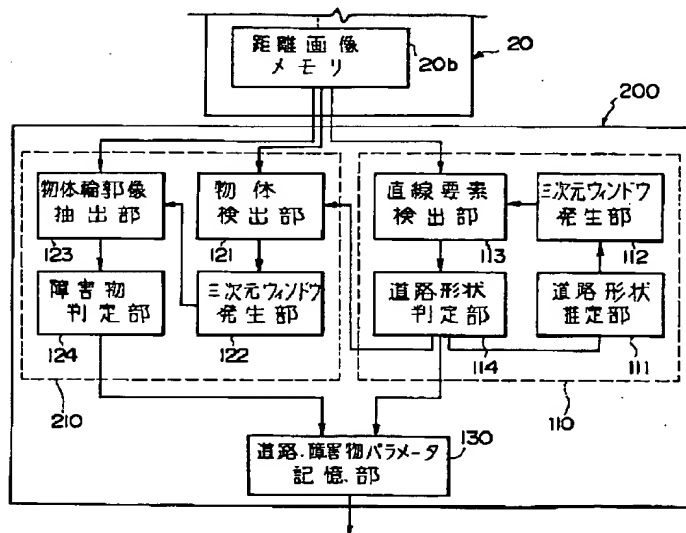 距離画像
メモリ
20b
20
200
物体輪郭像
抽出部
123
物体
検出部
121
直線要素
検出部
113
三次元ウィンドウ
発生部
112
障害物
判定部
124
三次元ウィンドウ
発生部
122
道路形状
判定部
114
道路形状
推定部
111
210
110
道路、障害物パラメータ
記憶部
130